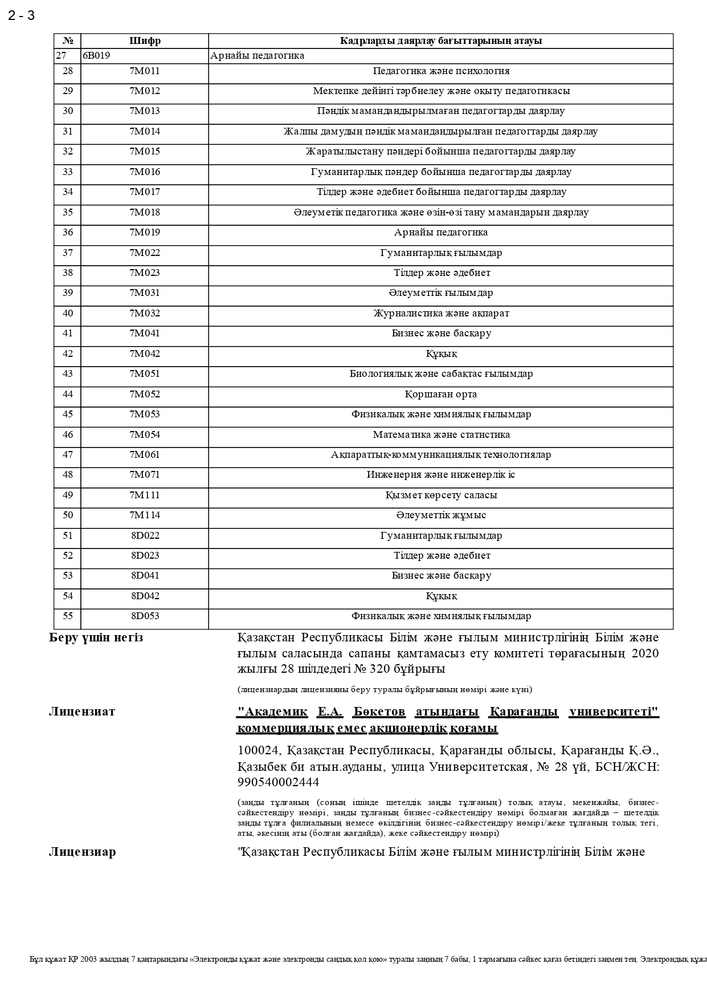 2 - 3
№ Шифр Кадрларды даярлау бағыттарының атауы
27 6B019 Арнайы педагогика
28 7M011 Педагогика және психология
29 7M012 Мектепке дейінгі тәрбиелеу және оқыту педагогикасы
30 7M013 Пәндік мамандандырылмаған педагогтарды даярлау
31 7M014 Жалпы дамудың пәндік мамандандырылған педагогтарды даярлау
32 7M015 Жаратылыстану пәндері бойынша педагогтарды даярлау
33 7M016 Гуманитарлық пәндер бойынша педагогтарды даярлау
34 7M017 Тілдер және әдебиет бойынша педагогтарды даярлау
35 7M018 Әлеуметік педагогика және өзін-өзі тану мамандарын даярлау
36 7M019 Арнайы педагогика
37 7M022 Гуманитарлық ғылымдар
38 7M023 Тілдер және әдебиет
39 7M031 Әлеуметтік ғылымдар
40 7M032 Журналистика және ақпарат
41 7M041 Бизнес және басқару
42 7M042 Құқық
43 7M051 Биологиялық және сабақтас ғылымдар
44 7M052 Қоршаған орта
45 7M053 Физикалық және химиялық ғылымдар
46 7M054 Математика және статистика
47 7M061 Ақпараттық-коммуникациялық технологиялар
48 7M071 Инженерия және инженерлік іс
49 7M111 Қызмет көрсету саласы
50 7M114 Әлеуметтік жұмыс
51 8D022 Гуманитарлық ғылымдар
52 8D023 Тілдер және әдебиет
53 8D041 Бизнес және басқару
54 8D042 Құқық
55 8D053 Физикалық және химиялық ғылымдар
Беру үшін негіз Қазақстан Республикасы Білім және ғылым министрлігінің Білім және
ғылым саласында сапаны қамтамасыз ету комитеті төрағасының 2020
жылғы 28 шілдедегі № 320 бұйрығы
(лицензиардың лицензияны беру туралы бұйрығының нөмірі және күні)
Лицензиат "Академик Е.А. Бөкетов атындағы Қарағанды университеті"
коммерциялық емес акционерлік қоғамы
100024, Қазақстан Республикасы, Қарағанды облысы, Қарағанды Қ.Ә.,
Қазыбек би атын.ауданы, улица Университетская, № 28 үй, БСН/ЖСН:
990540002444
(заңды тұлғаның (соның ішінде шетелдік заңды тұлғаның) толық атауы, мекенжайы, бизнес-
сәйкестендіру нөмірі, заңды тұлғаның бизнес-сәйкестендіру нөмірі болмаған жағдайда – шетелдік
заңды тұлға филиалының немесе өкілдігінің бизнес-сәйкестендіру нөмірі/жеке тұлғаның толық тегі,
аты, әкесінің аты (болған жағдайда), жеке сәйкестендіру нөмірі)
Лицензиар "Қазақстан Республикасы Білім және ғылым министрлігінің Білім және
Бұл құжат ҚР 2003 жылдың 7 қаңтарындағы «Электронды құжат және электронды сандық қол қою» туралы заңның 7 бабы, 1 тармағына сәйкес қағаз бетіндегі заңмен тең. Электрондық